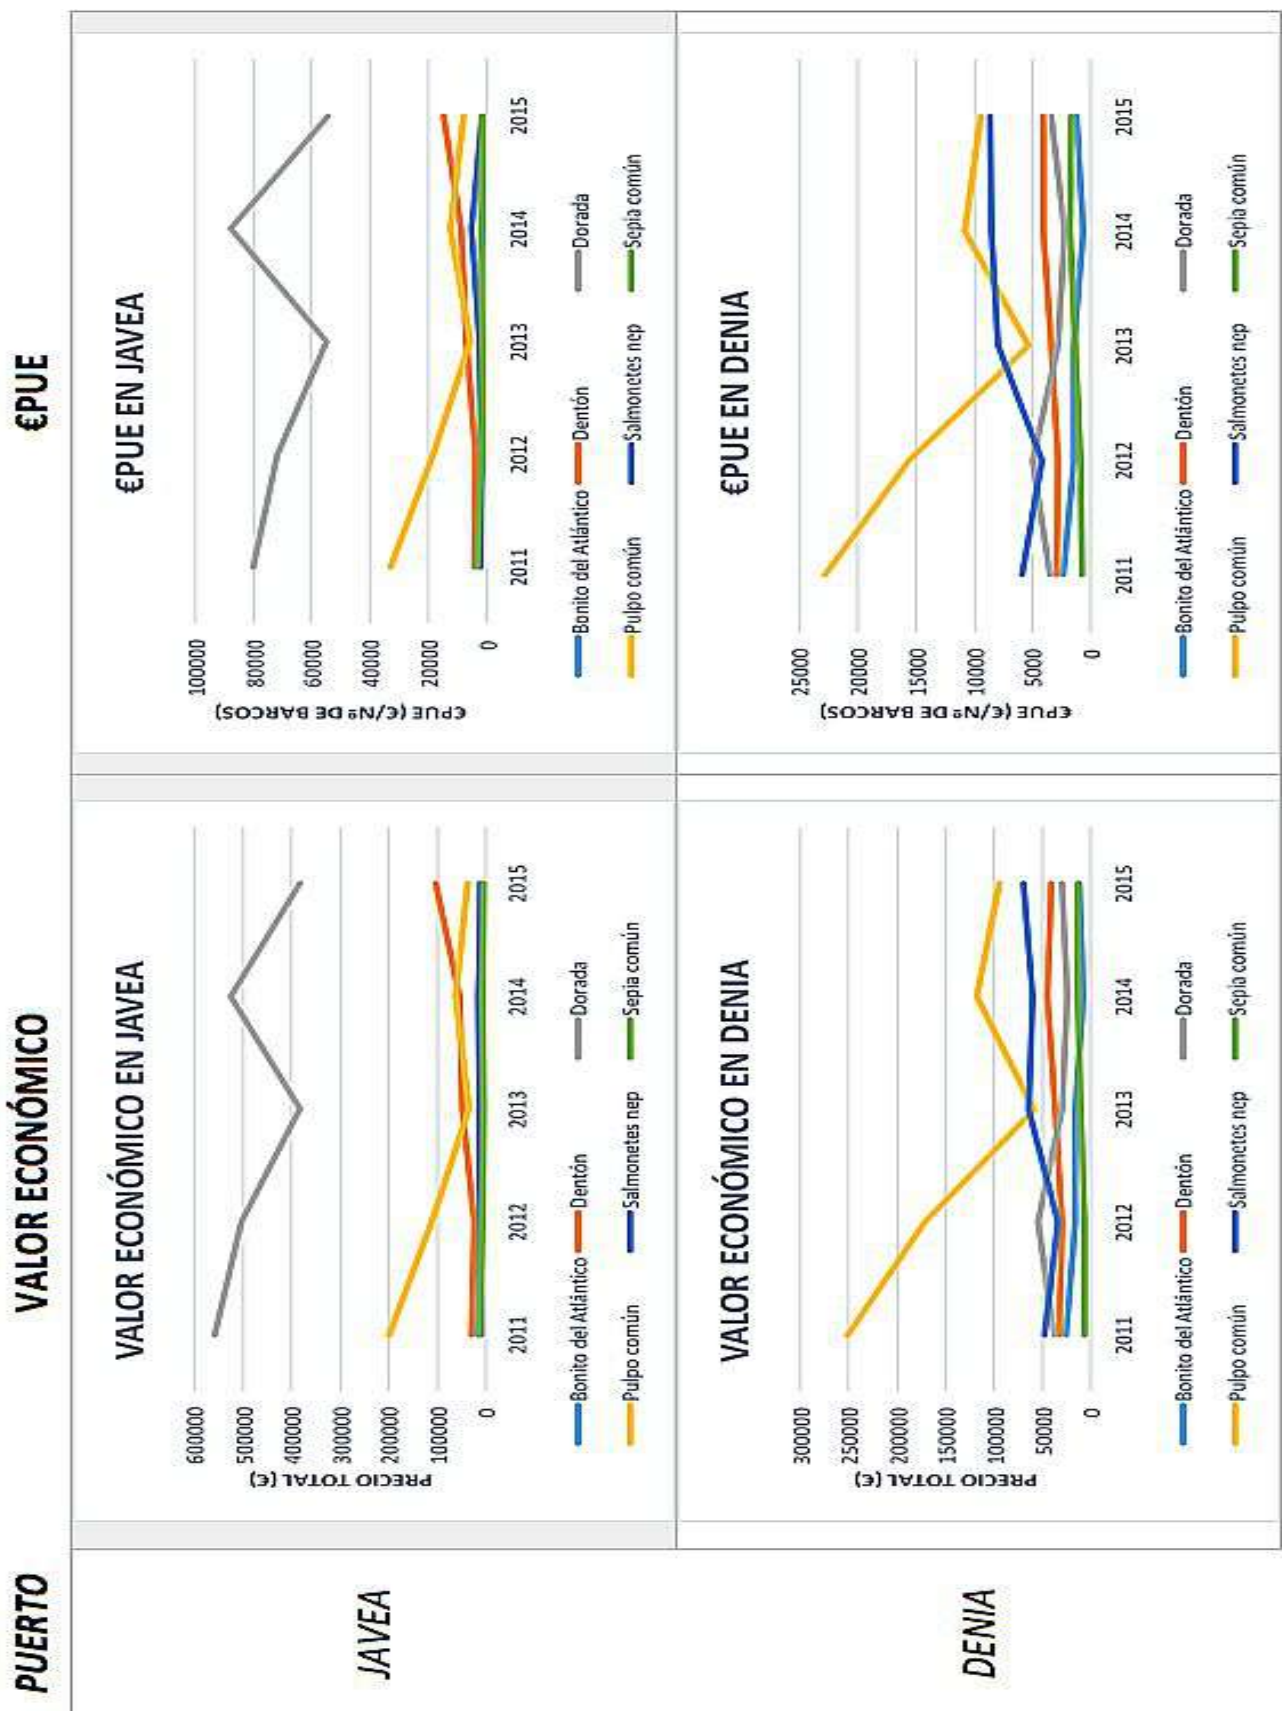 PUERTO
VALOR ECONÓMICO
€PUE
JAVEA
VALOR ECONÓMICO EN JAVEA
PRECIO TOTAL (€)
600000
500000
400000
300000
200000
100000
0
2011 2012 2013 2014 2015
Bonito del Atlántico Dentón Dorada
Pulpo común Salmonetes nep Sepia común
€PUE EN JAVEA
€PUE (€/Nº DE BARCOS)
100000
80000
60000
40000
20000
0
2011 2012 2013 2014 2015
Bonito del Atlántico Dentón Dorada
Pulpo común Salmonetes nep Sepia común
DENIA
VALOR ECONÓMICO EN DENIA
PRECIO TOTAL (€)
300000
250000
200000
150000
100000
50000
0
2011 2012 2013 2014 2015
Bonito del Atlántico Dentón Dorada
Pulpo común Salmonetes nep Sepia común
€PUE EN DENIA
€PUE (€/Nº DE BARCOS)
25000
20000
15000
10000
5000
0
2011 2012 2013 2014 2015
Bonito del Atlántico Dentón Dorada
Pulpo común Salmonetes nep Sepia común